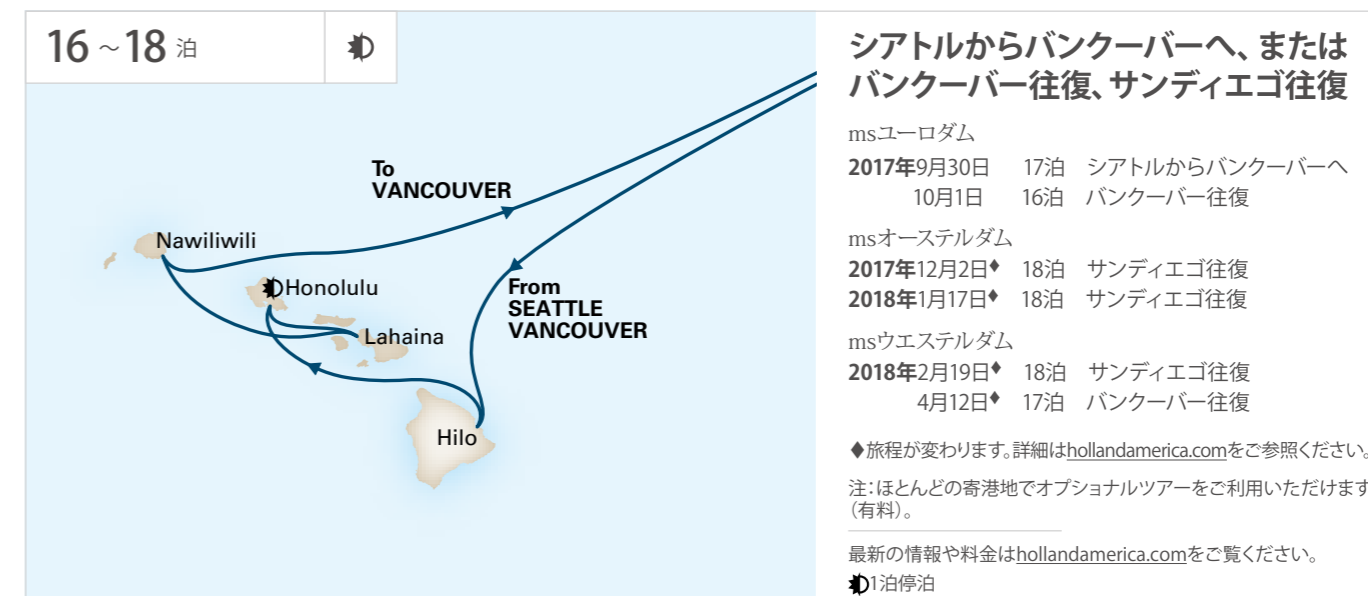 16 ~ 18 泊
To
VANCOUVER
Nawiliwili
Honolulu
From
SEATTLE
VANCOUVER
Lahaina
Hilo
シアトルからバンクーバーへ、または
バンクーバー往復、サンディエゴ往復
msユーロダム
2017年9月30日 17泊 シアトルからバンクーバーへ
10月1日 16泊 バンクーバー往復
msオーステルダム
2017年12月2日♦ 18泊 サンディエゴ往復
2018年1月17日♦ 18泊 サンディエゴ往復
msウエステルダム
2018年2月19日♦ 18泊 サンディエゴ往復
4月12日♦ 17泊 バンクーバー往復
♦旅程が変わります。詳細はhollandamerica.comをご参照ください。
注：ほとんどの寄港地でオプショナルツアーをご利用いただけます
（有料）。
最新の情報や料金はhollandamerica.comをご覧ください。
1泊停泊